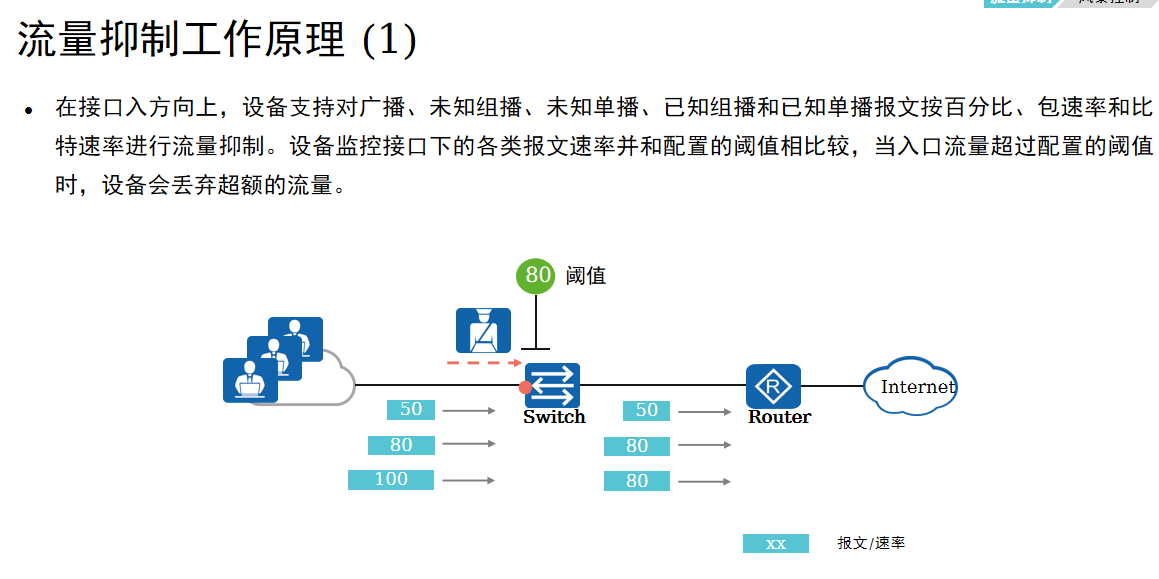 流量抑制工作原理 (1)
• 在接口入方向上，设备支持对广播、未知组播、未知单播、已知组播和已知单播报文按百分比、包速率和比
特速率进行流量抑制。设备监控接口下的各类报文速率并和配置的阈值相比较，当入口流量超过配置的阈值
时，设备会丢弃超额的流量。
80 阈值
R
Internet
Switch
Router
50
50
80
80
100
80
xx 报文/速率